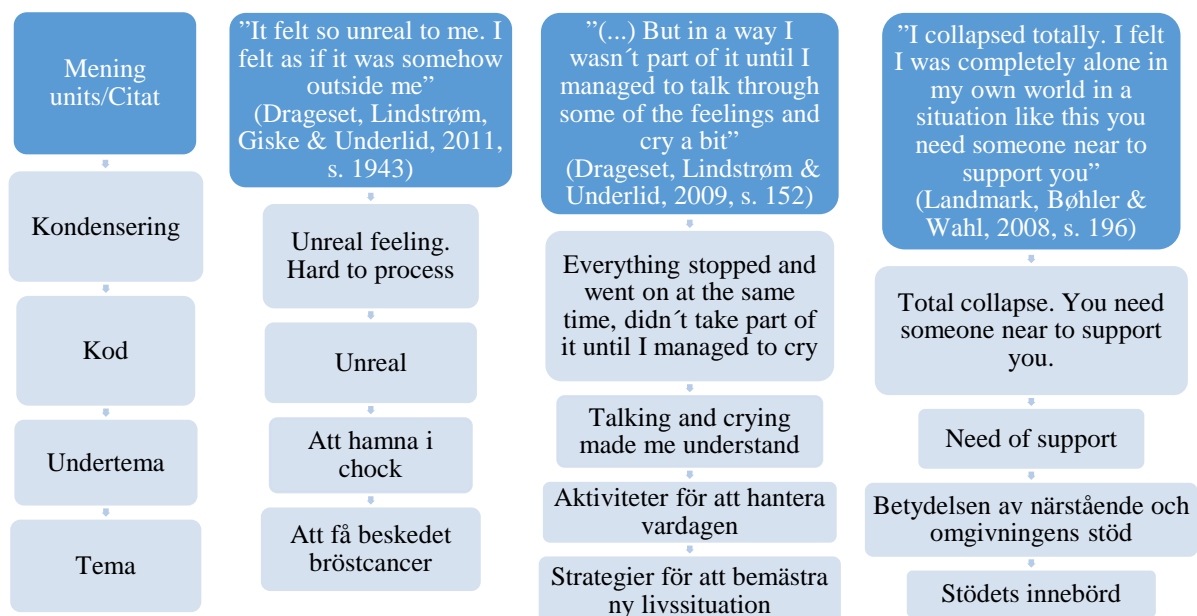 Mening
units/Citat
Kondensering
Kod
Undertema
Tema
”It felt so unreal to me. I
felt as if it was somehow
outside me”
(Drageset, Lindstrøm,
Giske & Underlid, 2011,
s. 1943)
Unreal feeling.
Hard to process
Unreal
Att hamna i
chock
Att få beskedet
bröstcancer
”(...) But in a way I
wasn´t part of it until I
managed to talk through
some of the feelings and
cry a bit”
(Drageset, Lindstrøm &
Underlid, 2009, s. 152)
Everything stopped and
went on at the same
time, didn´t take part of
it until I managed to cry
Talking and crying
made me understand
Aktiviteter för att hantera
vardagen
Strategier för att bemästra
ny livssituation
”I collapsed totally. I felt
I was completely alone in
my own world in a
situation like this you
need someone near to
support you”
(Landmark, Bøhler &
Wahl, 2008, s. 196)
Total collapse. You need
someone near to support
you.
Need of support
Betydelsen av närstående och
omgivningens stöd
Stödets innebörd